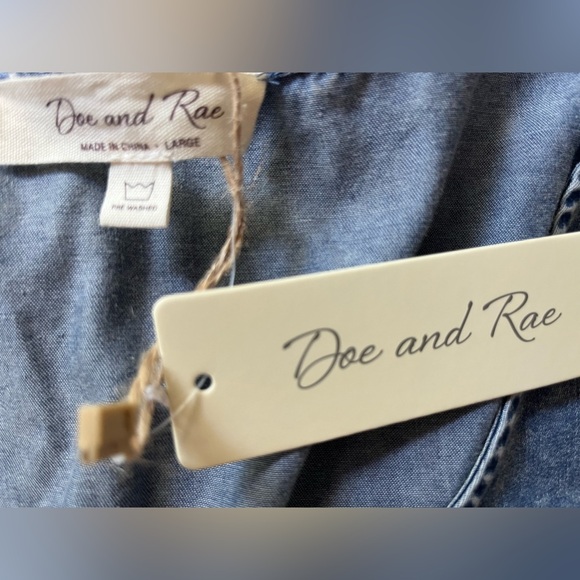 Doe and Rae
MADE IN CHINA - LARGE
PRE WASHED
Doe and Rae